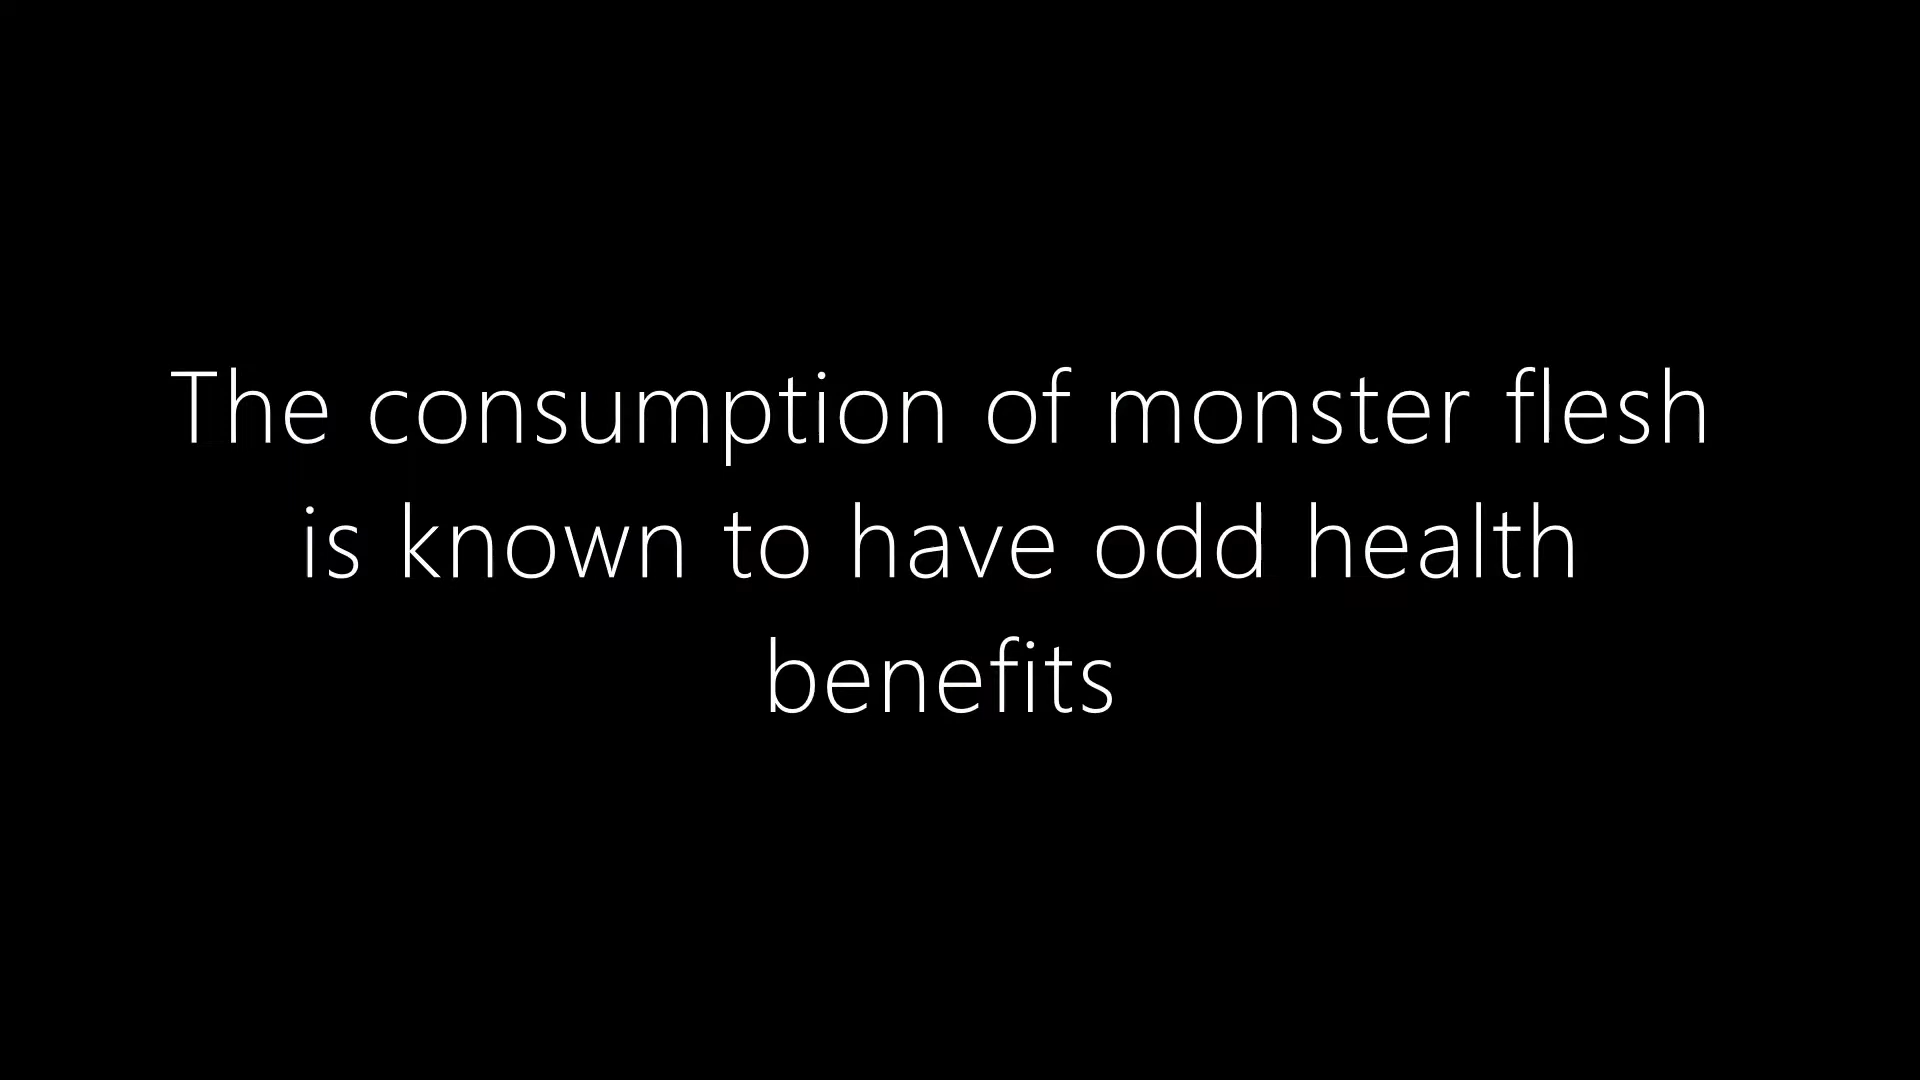 The consumption of monster flesh
is known to have odd health
benefits